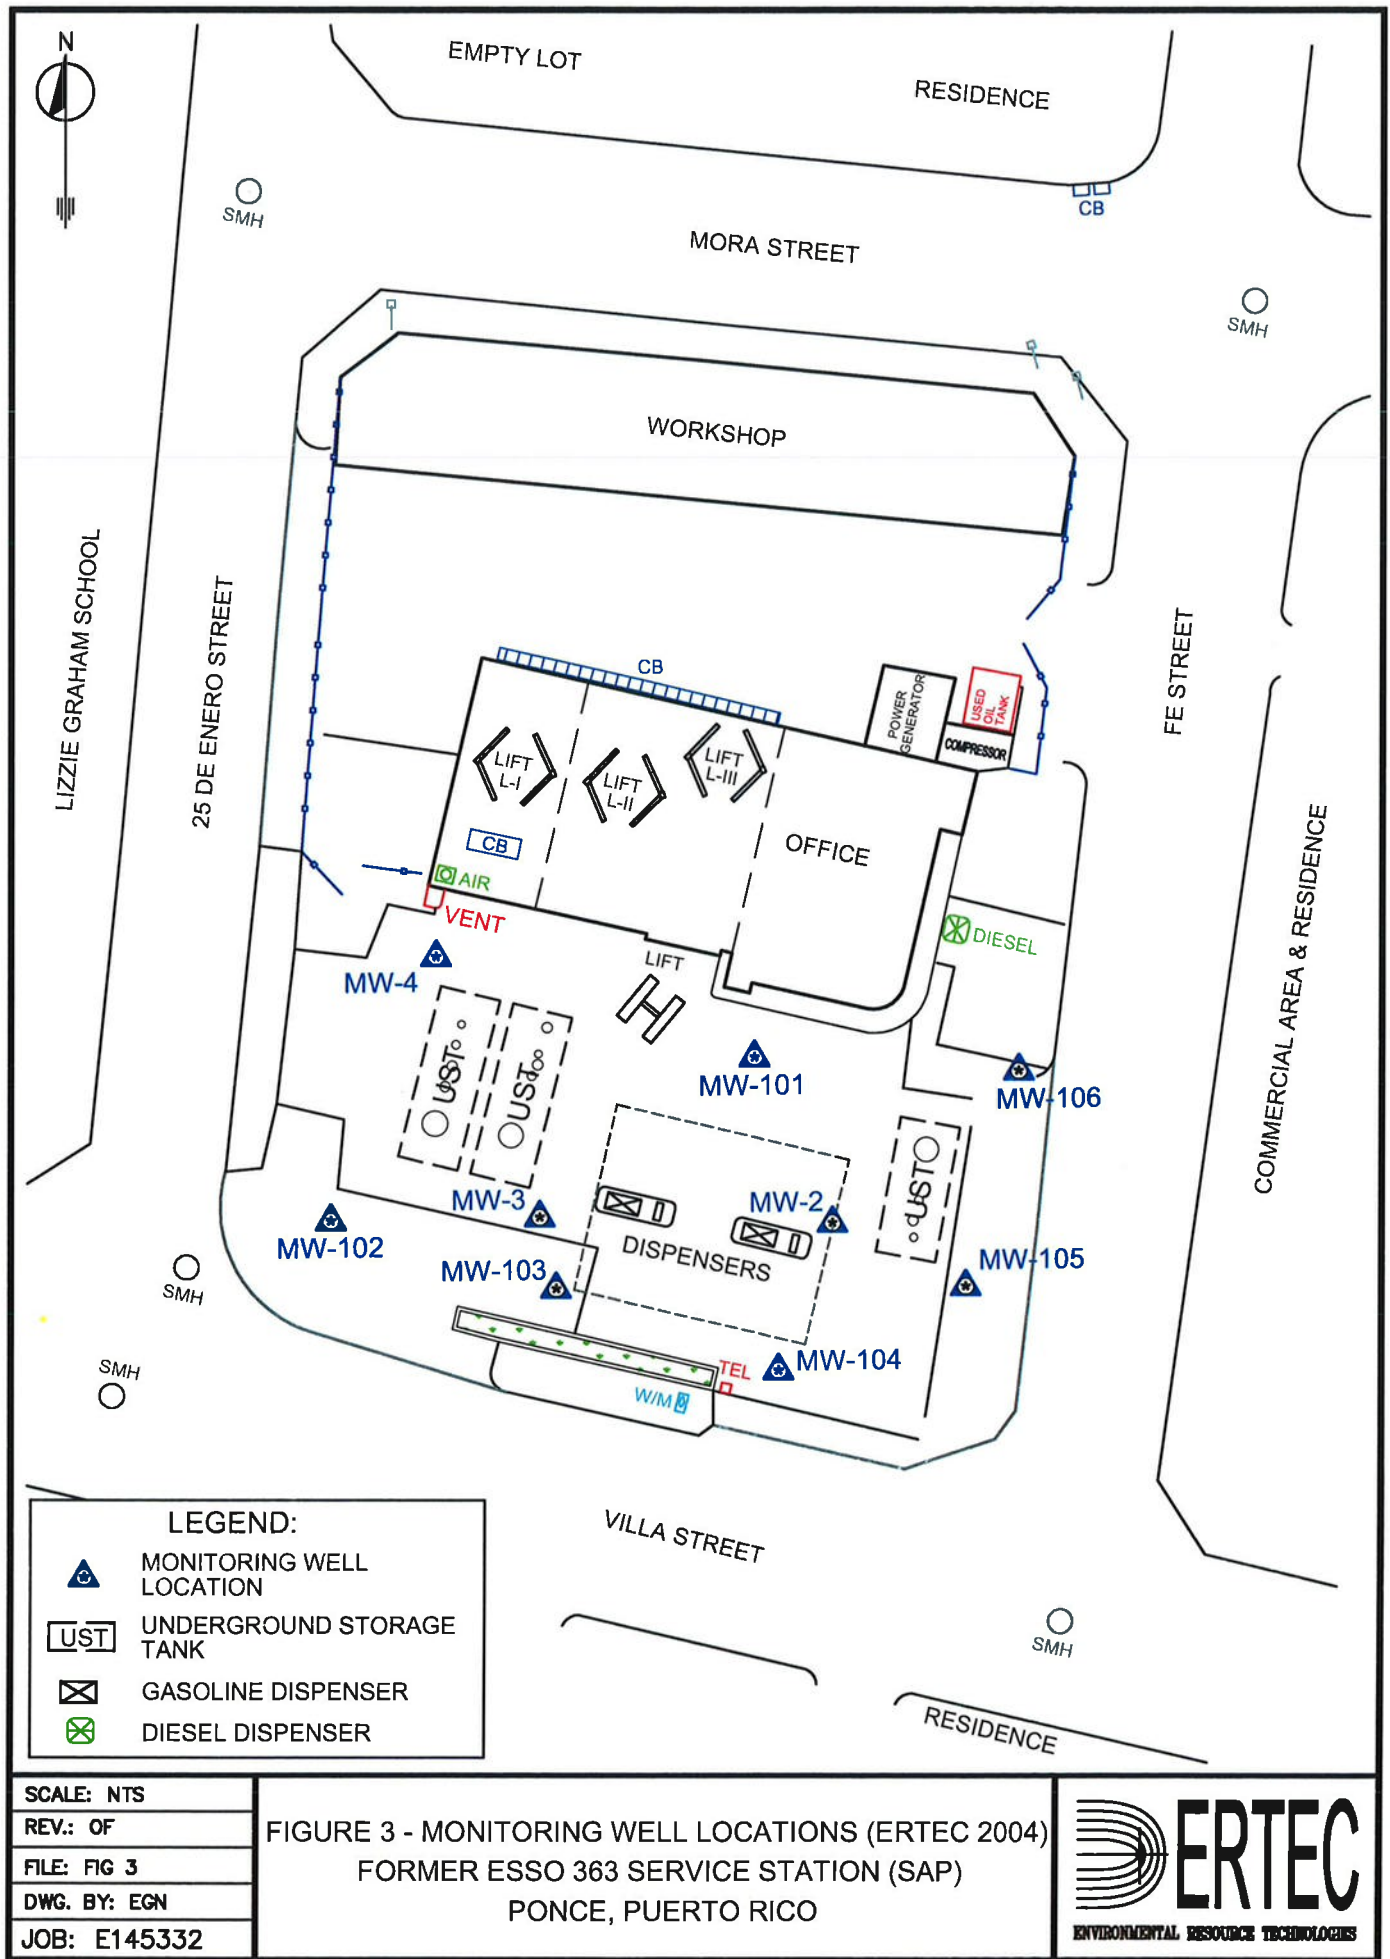 N
EMPTY LOT
RESIDENCE
SMH
CB
MORA STREET
SMH
WORKSHOP
LIZZIE GRAHAM SCHOOL
25 DE ENERO STREET
FE STREET
CB
POWER
GENERATOR
USED
OIL
TANK
COMPRESSOR
LIFT
L-I
LIFT
L-II
LIFT
L-III
CB
OFFICE
COMMERCIAL AREA & RESIDENCE
AIR
VENT
DIESEL
LIFT
MW-4
UST
UST
MW-101
MW-106
UST
MW-3
MW-2
MW-102
DISPENSERS
MW-103
MW-105
SMH
SMH
MW-104
TEL
W/M
VILLA STREET
SMH
RESIDENCE
LEGEND:
MONITORING WELL
LOCATION
UST
UNDERGROUND STORAGE
TANK
GASOLINE DISPENSER
DIESEL DISPENSER
SCALE: NTS
REV.: OF
FILE: FIG 3
DWG. BY: EGN
JOB: E145332
FIGURE 3 - MONITORING WELL LOCATIONS (ERTEC 2004)
FORMER ESSO 363 SERVICE STATION (SAP)
PONCE, PUERTO RICO
ERTEC
ENVIRONMENTAL RESOURCE TECHNOLOGIES